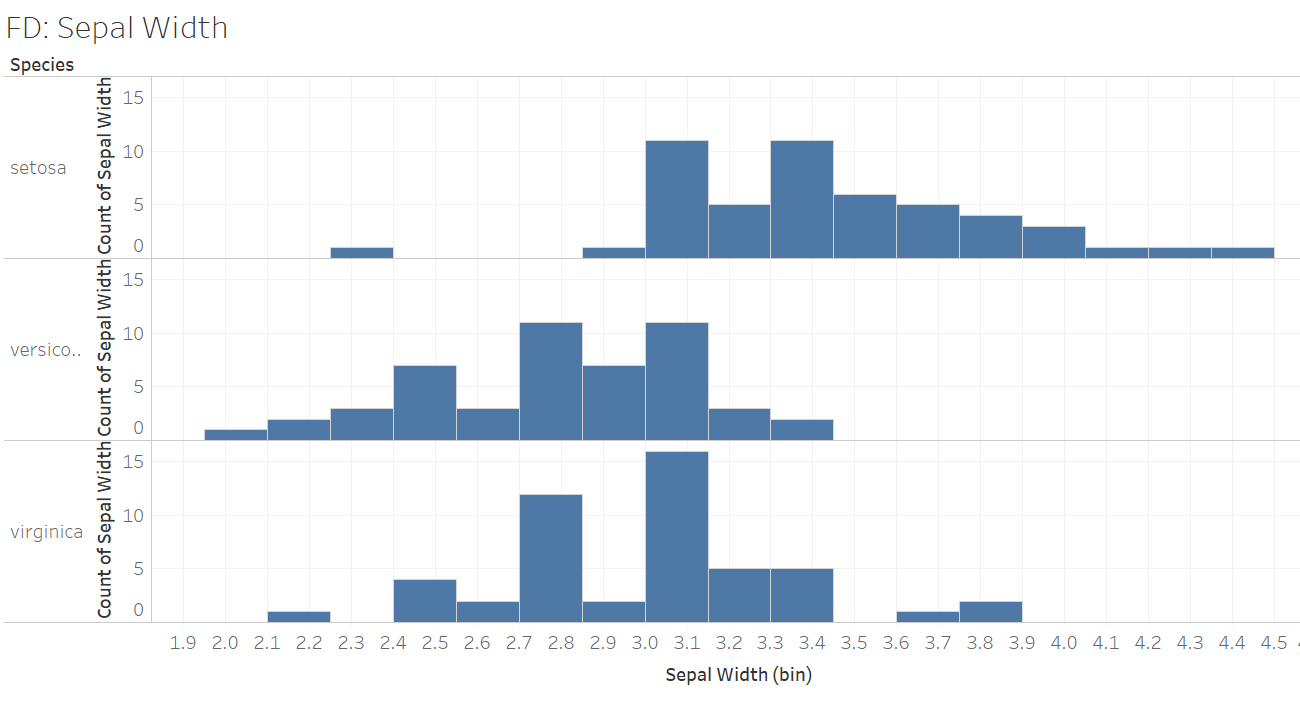 FD: Sepal Width
Species
setosa
Count of Sepal Width
15
10
5
0
versico..
Count of Sepal Width
15
10
5
0
virginica
Count of Sepal Width
15
10
5
0
1.9 2.0 2.1 2.2 2.3 2.4 2.5 2.6 2.7 2.8 2.9 3.0 3.1 3.2 3.3 3.4 3.5 3.6 3.7 3.8 3.9 4.0 4.1 4.2 4.3 4.4 4.5
Sepal Width (bin)